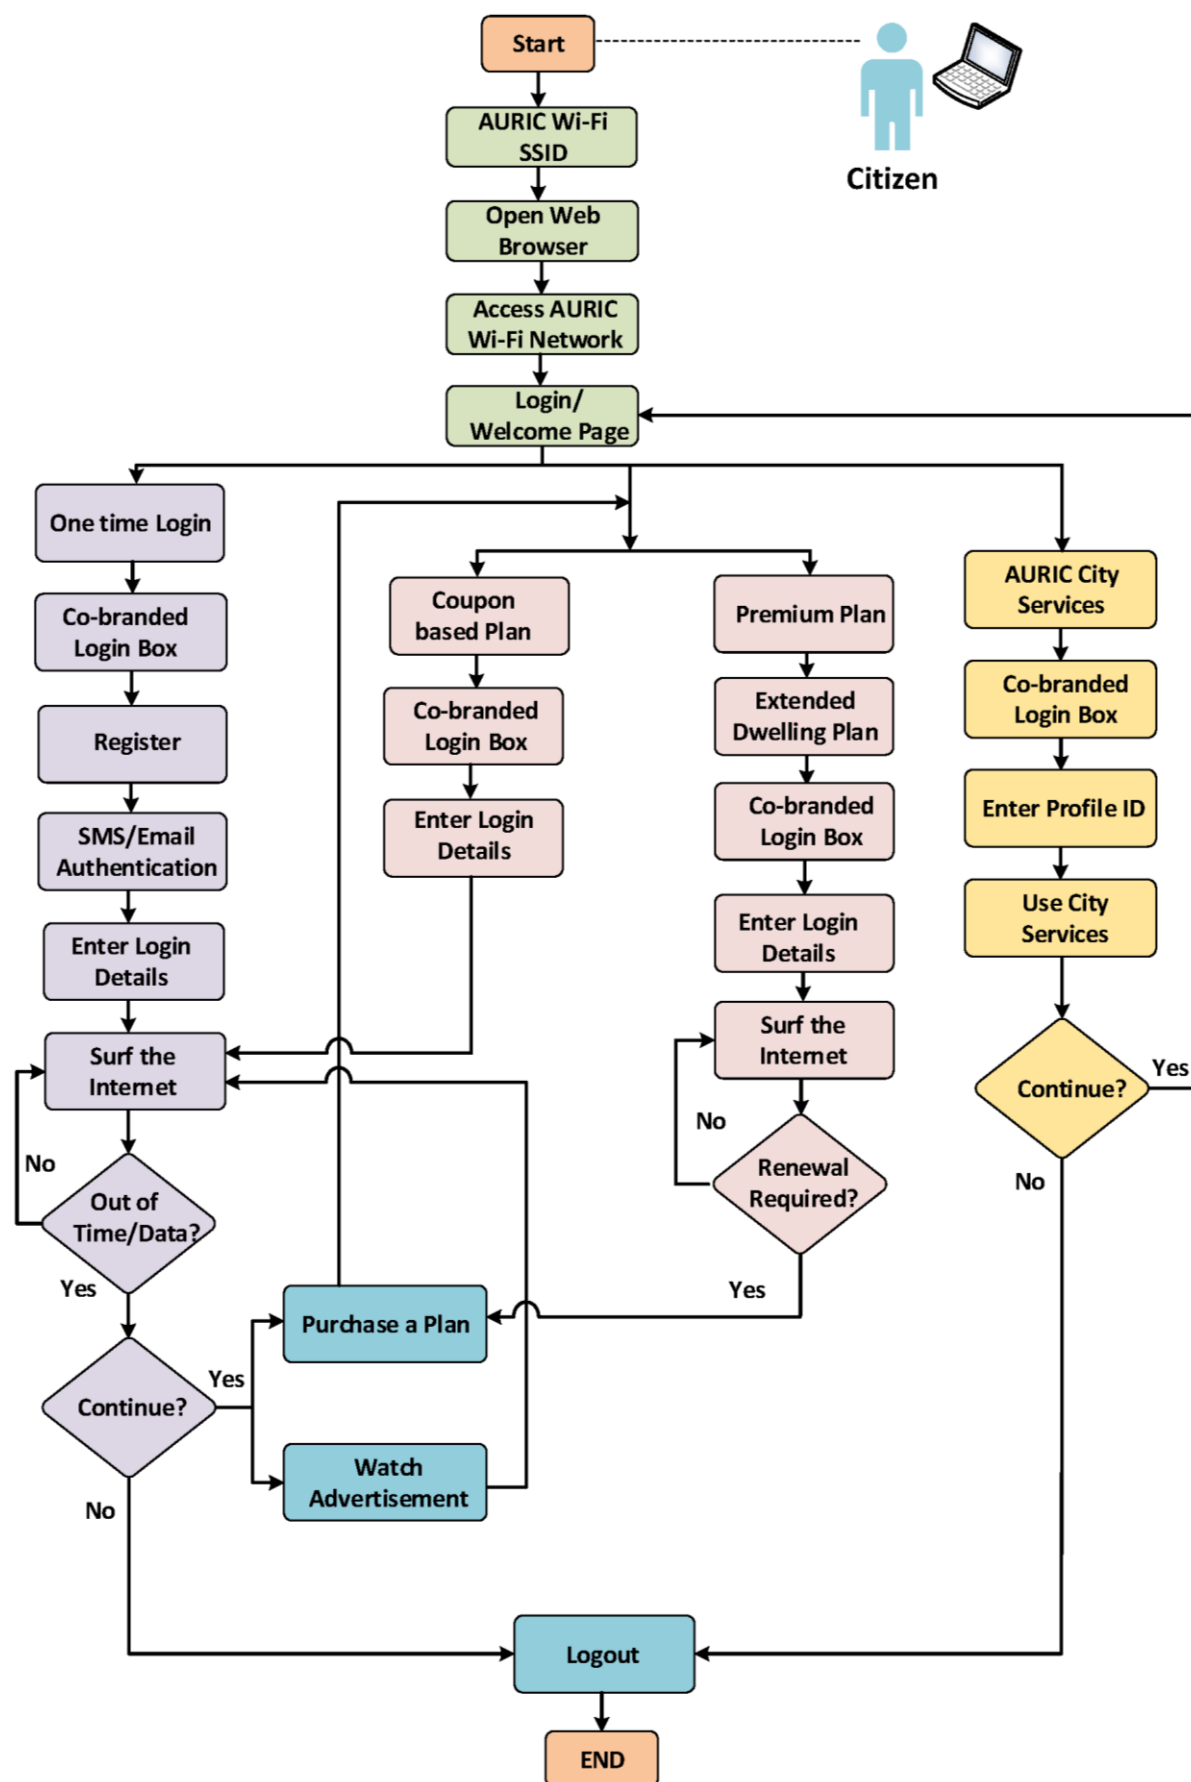 Start
Citizen
AURIC Wi-Fi
SSID
Open Web
Browser
Access AURIC
Wi-Fi Network
Login/
Welcome Page
One time Login
Co-branded
Login Box
Register
SMS/Email
Authentication
Enter Login
Details
Surf the
Internet
No
Out of
Time/Data?
Yes
Continue?
Yes
No
Coupon
based Plan
Co-branded
Login Box
Enter Login
Details
Purchase a Plan
Watch
Advertisement
Premium Plan
Extended
Dwelling Plan
Co-branded
Login Box
Enter Login
Details
Surf the
Internet
No
Renewal
Required?
Yes
AURIC City
Services
Co-branded
Login Box
Enter Profile ID
Use City
Services
Continue?
Yes
No
Logout
END